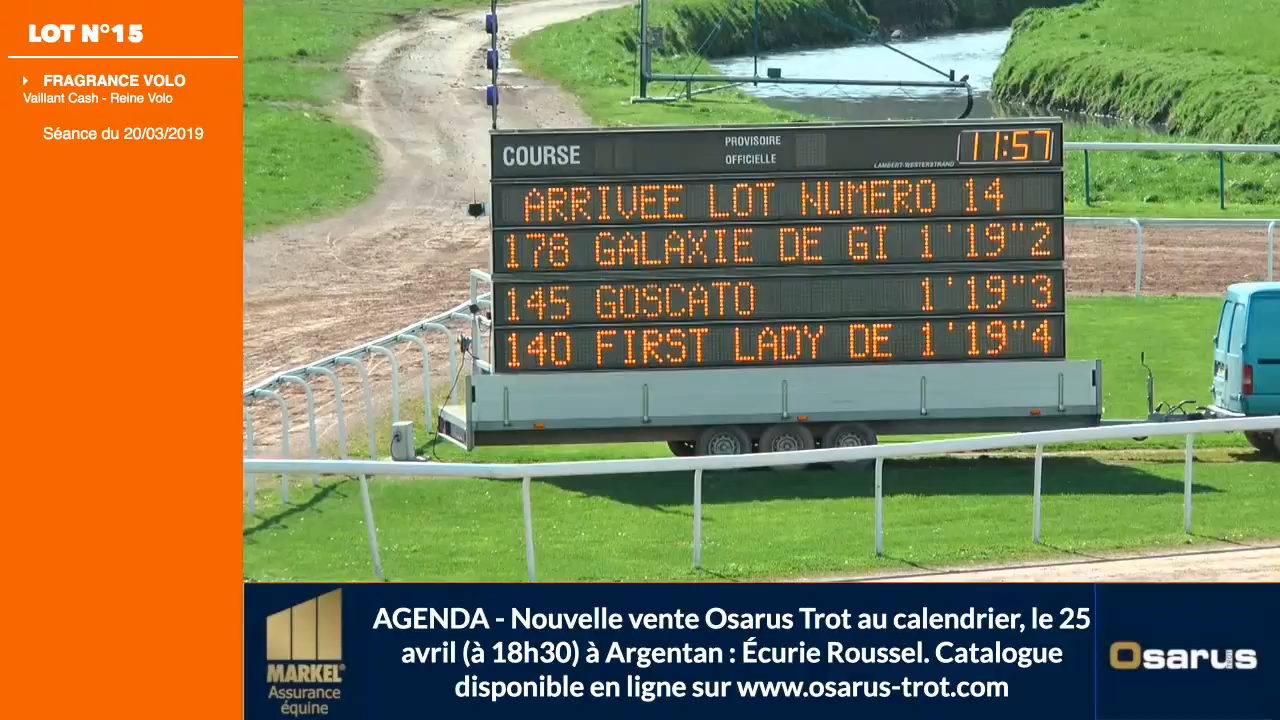 LOT N°15
FRAGRANCE VOLO
Vaillant Cash - Reine Volo
Séance du 20/03/2019
COURSE
PROVISOIRE
OFFICIELLE
LAMBERT-WESTERSTRAND
11:57
ARRIVEE LOT NUMERO 14
178 GALAXIE DE GI 1'19"2
145 GOSCATO 1'19"3
140 FIRST LADY DE 1'19"4
MARKEL®
Assurance
équine
AGENDA - Nouvelle vente Osarus Trot au calendrier, le 25
avril (à 18h30) à Argentan : Écurie Roussel. Catalogue
disponible en ligne sur www.osarus-trot.com
Osarus